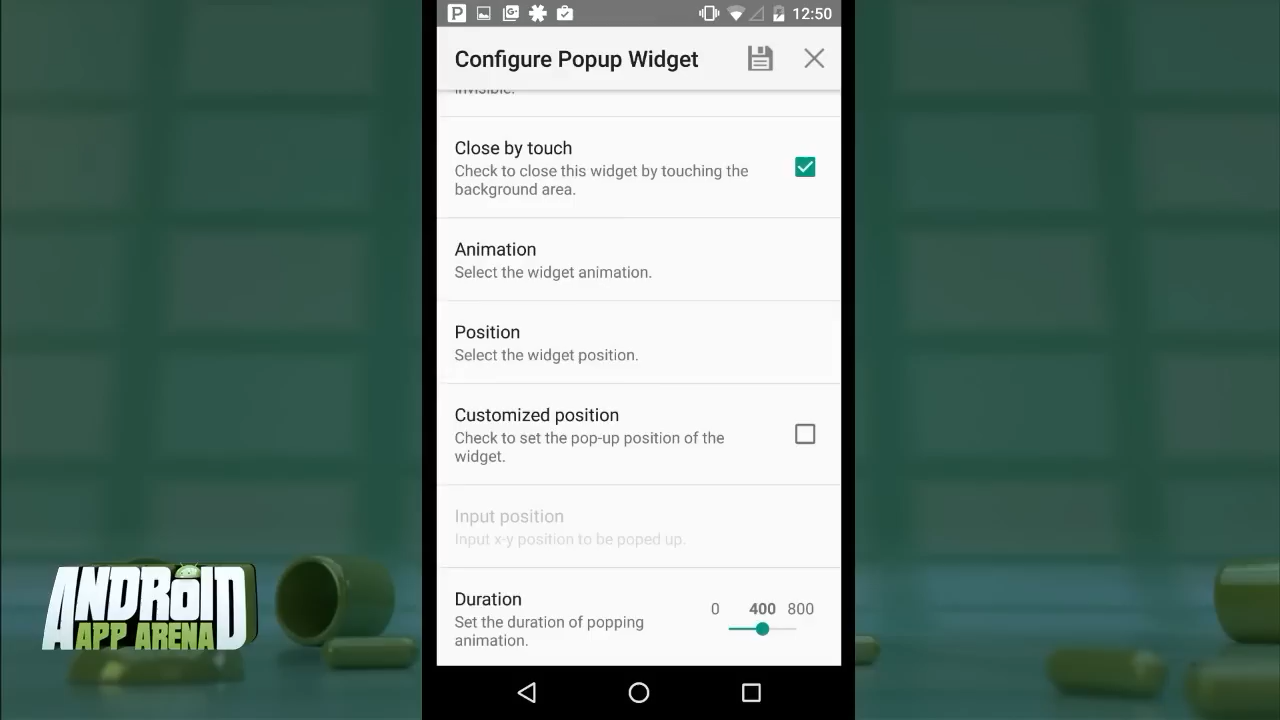 12:50
Configure Popup Widget
invisible.
Close by touch
Check to close this widget by touching the
background area.
Animation
Select the widget animation.
Position
Select the widget position.
Customized position
Check to set the pop-up position of the
widget.
Input position
Input x-y position to be poped up.
Duration
0 400 800
Set the duration of popping
animation.
ANDROID
APP ARENA